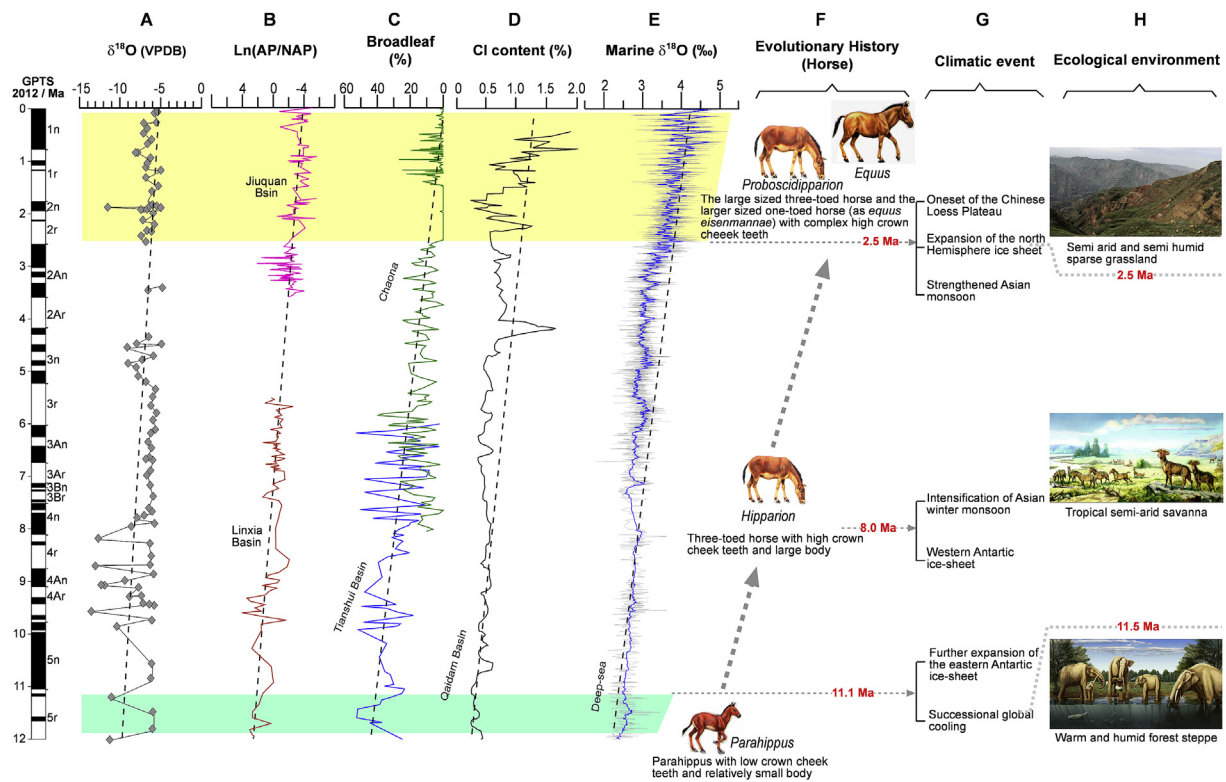 A
B
C
D
E
F
G
H
δ18O (VPDB)
Ln(AP/NAP)
Broadleaf
(%)
Cl content (%)
Marine δ18O (‰)
Evolutionary History
(Horse)
Climatic event
Ecological environment
GPTS
2012 / Ma
-15 -10 -5 0
4 0 -4
60 40 20 0
0 0.5 1.0 1.5 2.0
2 3 4 5
0
1
2
3
4
5
6
7
8
9
10
11
12
1n
1r
2n
2r
2An
2Ar
3n
3r
3An
3Ar
3Bn
3Br
4n
4r
4An
4Ar
5n
5r
Jiuquan
Bsin
Linxia
Basin
Chaona
Tianshui Basin
Qaidam Basin
Deep-sea
Proboscidipparion
Equus
The large sized three-toed horse and the
larger sized one-toed horse (as equus
eisenmannae) with complex high crown
cheeek teeth
2.5 Ma
Oneset of the Chinese
Loess Plateau
Expansion of the north
Hemisphere ice sheet
Strengthened Asian
monsoon
Semi arid and semi humid
sparse grassland
2.5 Ma
Hipparion
Three-toed horse with high crown
cheek teeth and large body
8.0 Ma
Intensification of Asian
winter monsoon
Western Antartic
ice-sheet
Tropical semi-arid savanna
11.5 Ma
Further expansion of
the eastern Antartic
ice-sheet
11.1 Ma
Successional global
cooling
Parahippus
Parahippus with low crown cheek
teeth and relatively small body
Warm and humid forest steppe